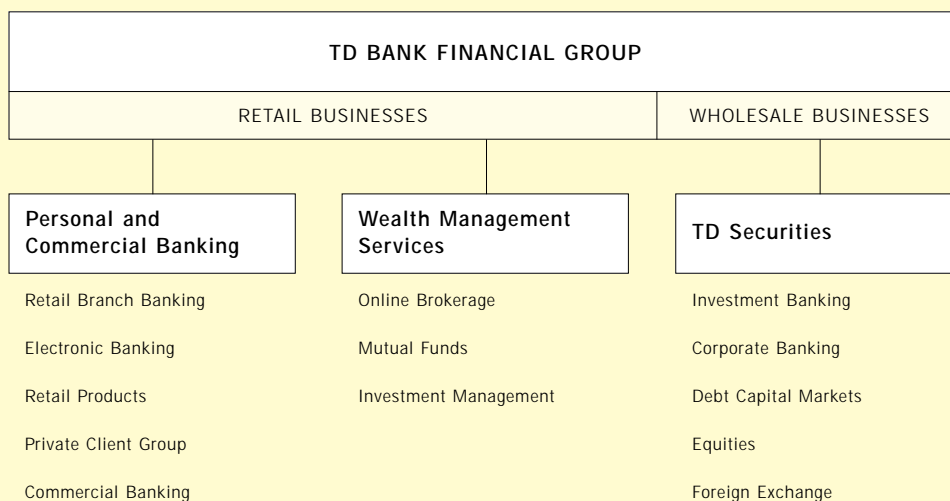 TD BANK FINANCIAL GROUP
RETAIL BUSINESSES
WHOLESALE BUSINESSES
Personal and
Commercial Banking
Retail Branch Banking
Electronic Banking
Retail Products
Private Client Group
Commercial Banking
Wealth Management
Services
Online Brokerage
Mutual Funds
Investment Management
TD Securities
Investment Banking
Corporate Banking
Debt Capital Markets
Equities
Foreign Exchange